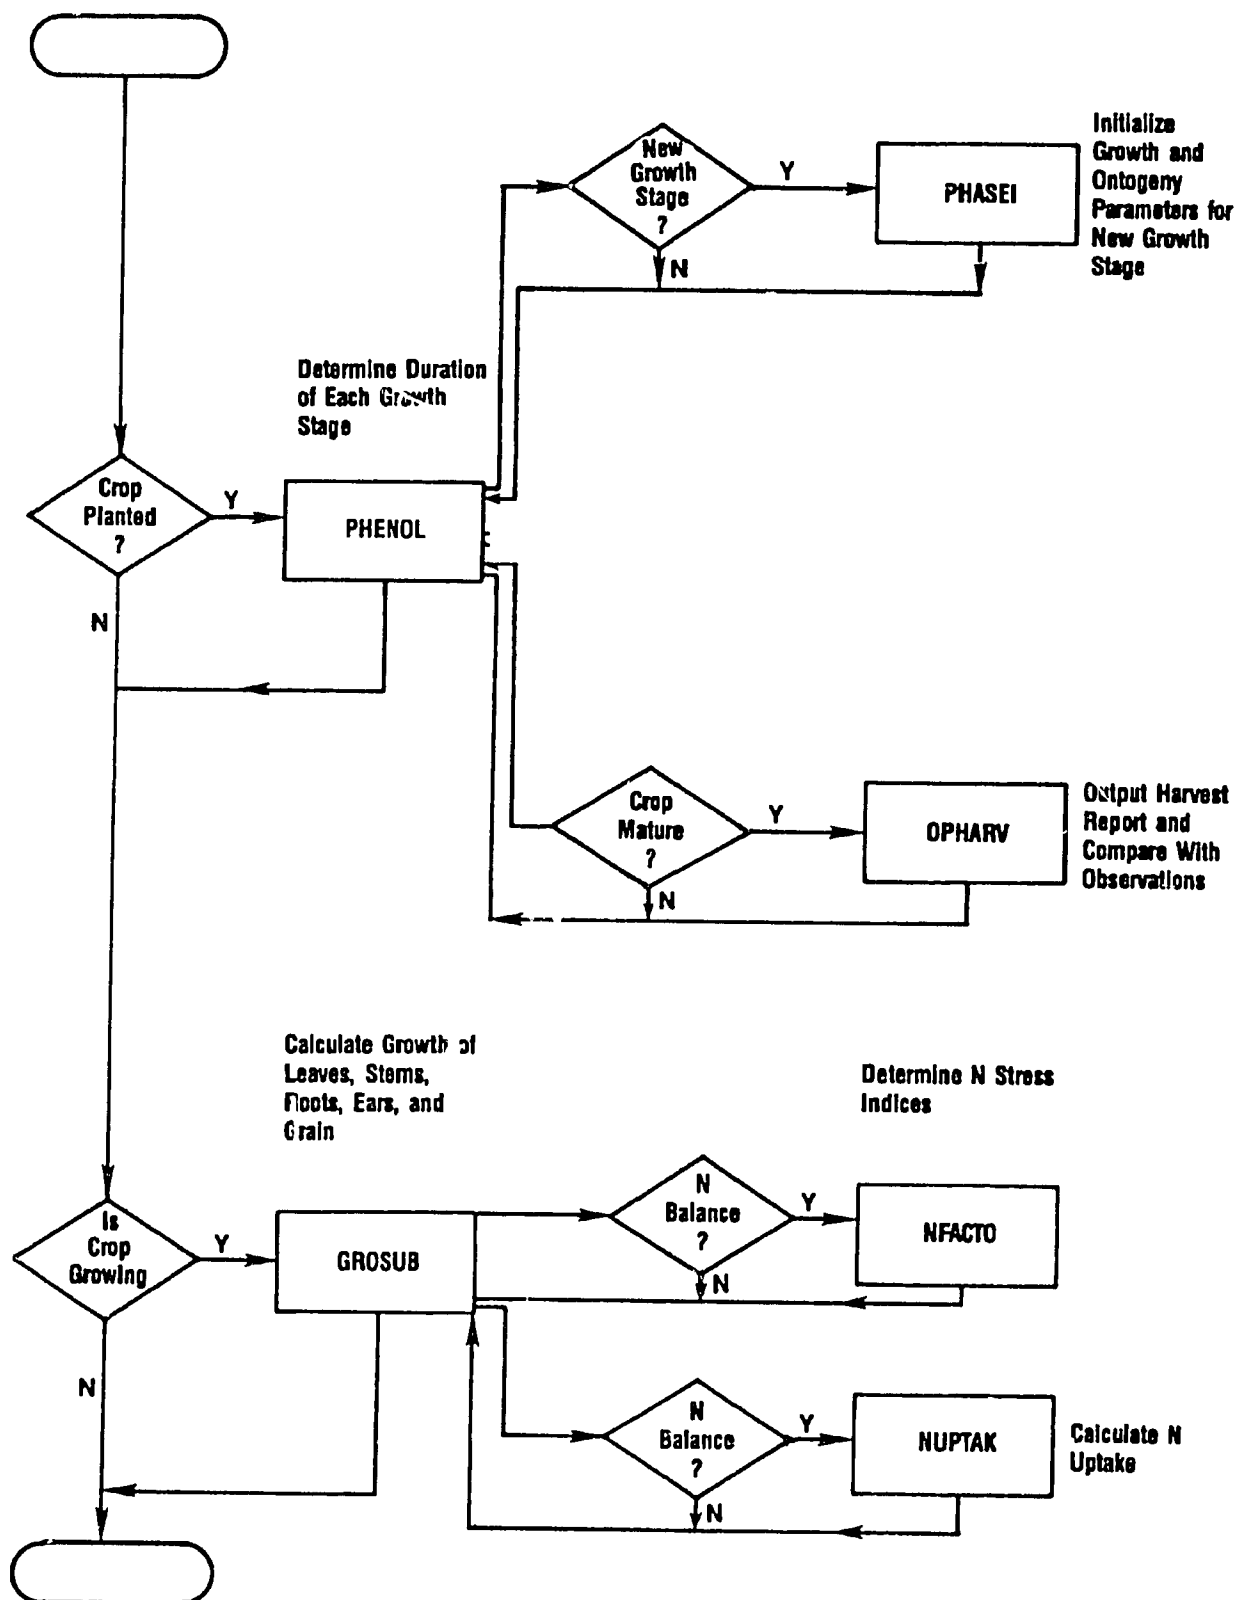 New
Growth
Stage
?
Y
N
PHASEI
Initialize
Growth and
Ontogeny
Parameters for
New Growth
Stage
Determine Duration
of Each Growth
Stage
Crop
Planted
?
Y
N
PHENOL
Crop
Mature
?
Y
N
OPHARV
Output Harvest
Report and
Compare With
Observations
Calculate Growth of
Leaves, Stems,
Roots, Ears, and
Grain
Determine N Stress
Indices
Is
Crop
Growing
Y
N
GROSUB
N
Balance
?
Y
N
NFACTO
N
Balance
?
Y
N
NUPTAK
Calculate N
Uptake